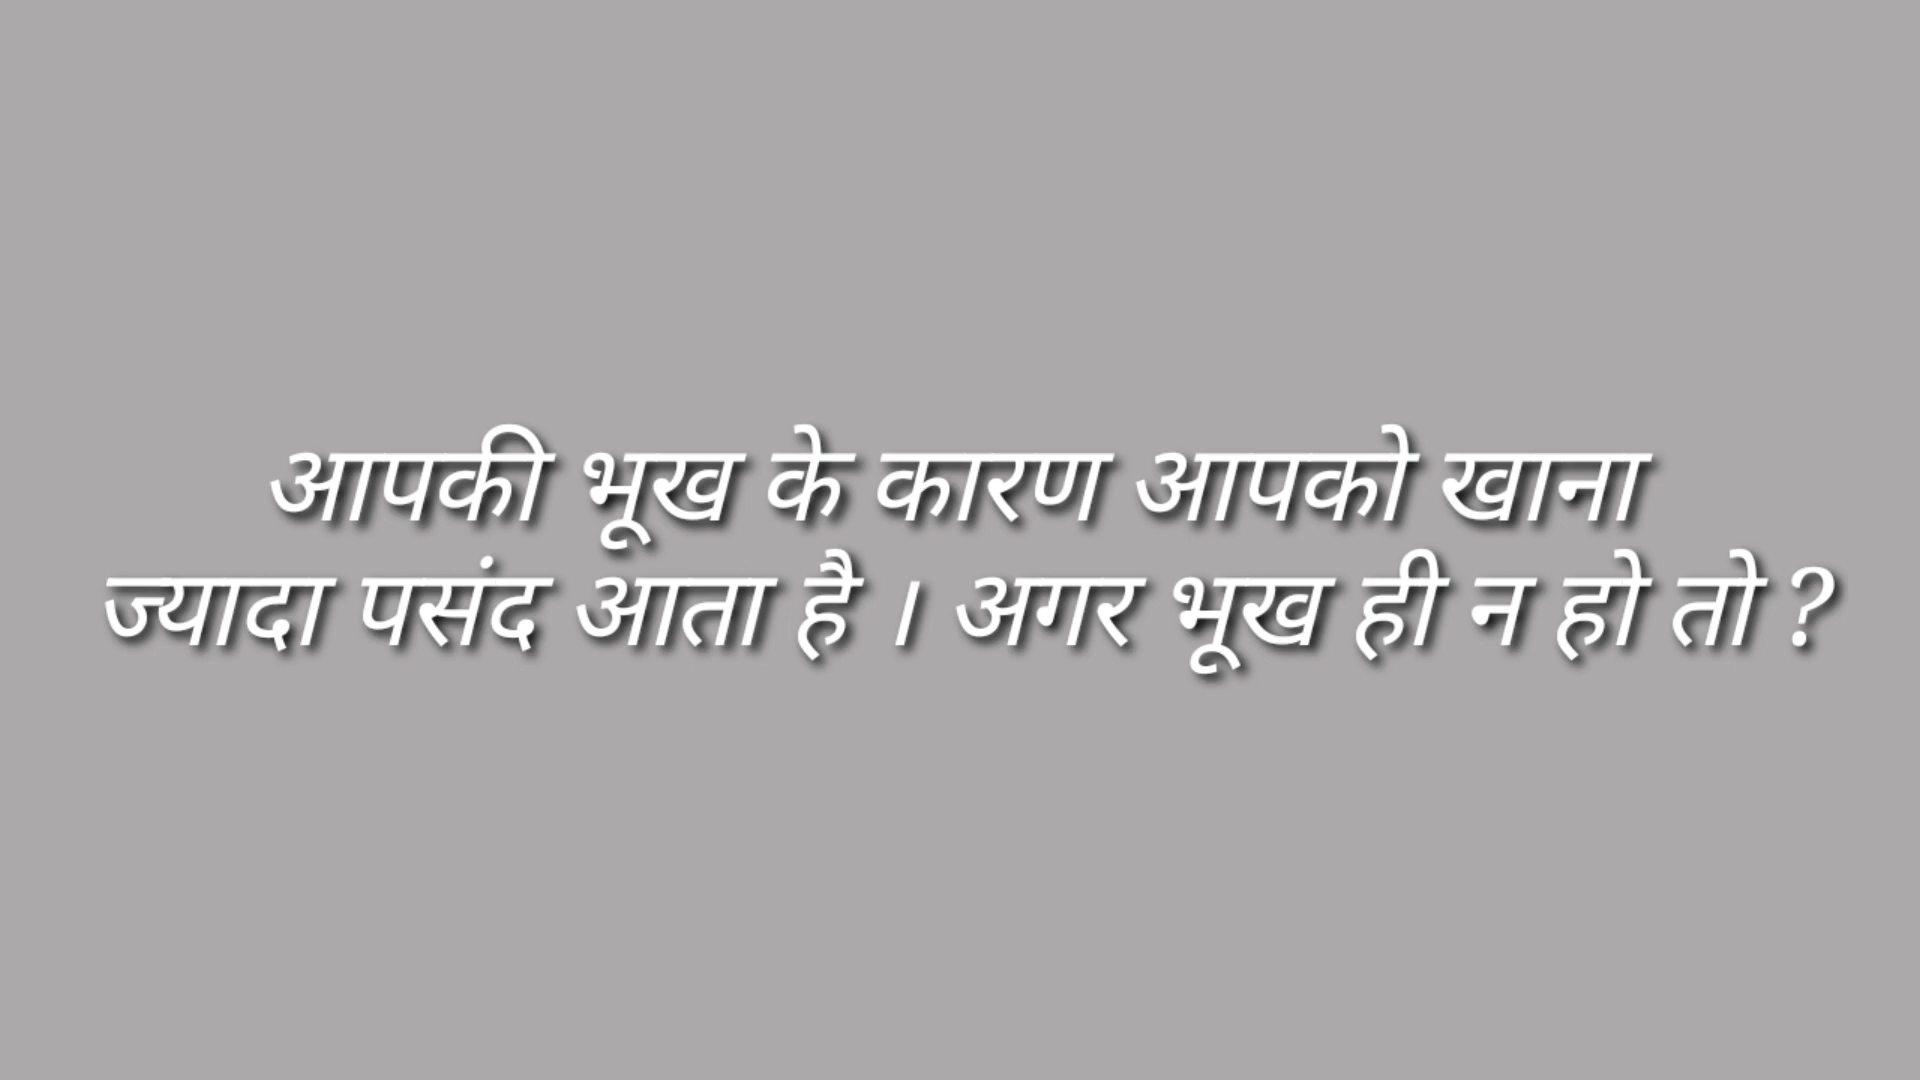 आपकी भूख के कारण आपको खाना
ज्यादा पसंद आता है । अगर भूख ही न हो तो ?